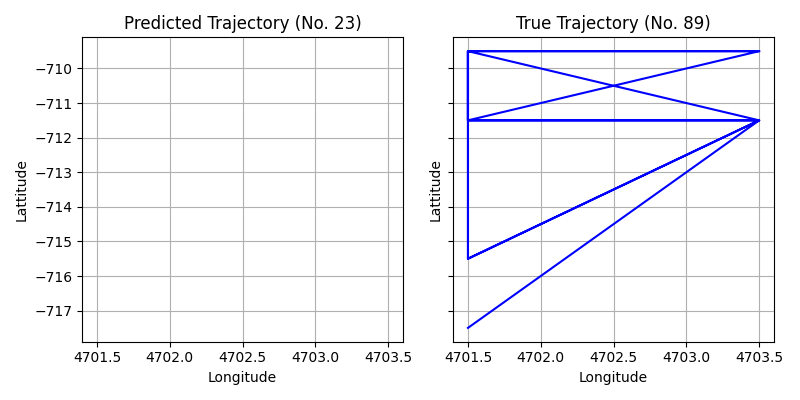 Predicted Trajectory (No. 23)
True Trajectory (No. 89)
−710
−711
−712
−713
−714
−715
−716
−717
Lattitude
Lattitude
4701.5 4702.0 4702.5 4703.0 4703.5
4701.5 4702.0 4702.5 4703.0 4703.5
Longitude
Longitude